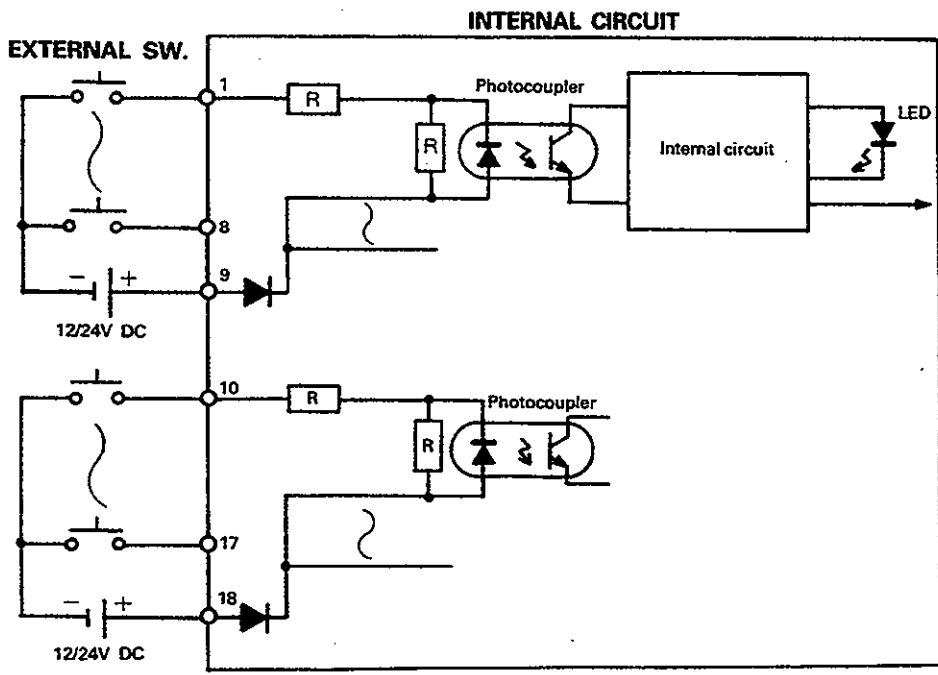 INTERNAL CIRCUIT
EXTERNAL SW.
1
R
Photocoupler
R
Internal circuit
LED
8
9
- +
12/24V DC
10
R
Photocoupler
R
17
18
- +
12/24V DC